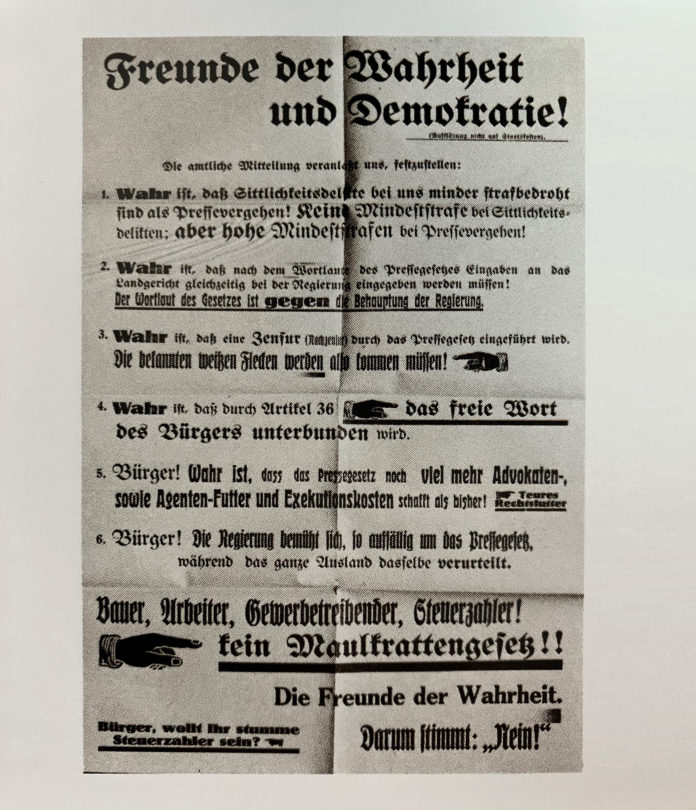 Freunde der Wahrheit
und Demokratie!
(Aufklärung nicht auf Staatskosten).
Die amtliche Mitteilung veranlaßt uns, festzustellen:
1. Wahr ist, daß Sittlichkeitsdelikte bei uns minder strafbedroht
sind als Pressevergehen! Keine Mindeststrafe bei Sittlichkeits-
delikten; aber hohe Mindeststrafen bei Pressevergehen!
2. Wahr ist, daß nach dem Wortlaute des Pressegesetzes Eingaben an das
Landgericht gleichzeitig bei der Regierung eingegeben werden müssen!
Der Wortlaut des Gesetzes ist gegen die Behauptung der Regierung.
3. Wahr ist, daß eine Zensur (Nachzensur) durch das Pressegesetz eingeführt wird.
Die bekannten weißen Flecken werden also kommen müssen!
4. Wahr ist, daß durch Artikel 36 das freie Wort
des Bürgers unterbunden wird.
5. Bürger! Wahr ist, dass das Pressegesetz noch viel mehr Advokaten-,
sowie Agenten-Futter und Exekutionskosten schafft als bisher! Teures
Rechtsfutter
6. Bürger! Die Regierung bemüht sich, so auffällig um das Pressegesetz,
während das ganze Ausland dasselbe verurteilt.
Bauer, Arbeiter, Gewerbetreibender, Steuerzahler!
kein Maulkrattengesetz!!
Die Freunde der Wahrheit.
Bürger, wollt Ihr stumme
Steuerzahler sein?
Darum stimmt: „Nein!“